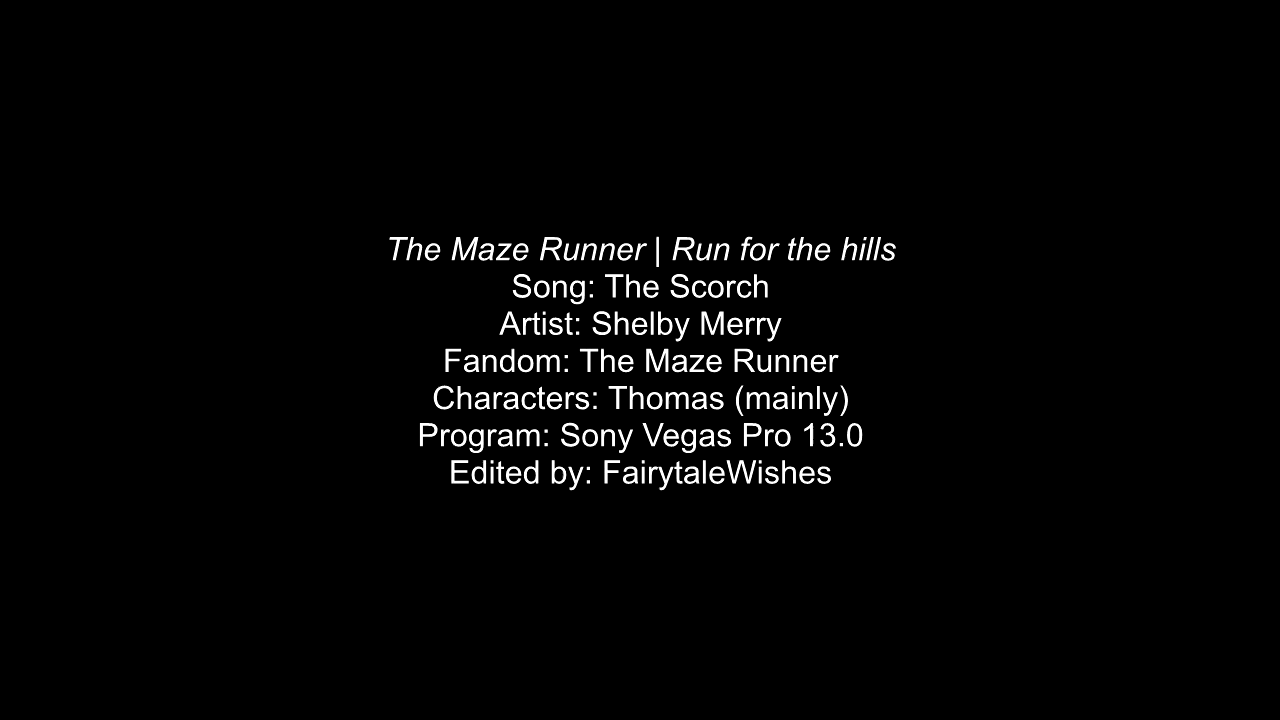 The Maze Runner | Run for the hills
Song: The Scorch
Artist: Shelby Merry
Fandom: The Maze Runner
Characters: Thomas (mainly)
Program: Sony Vegas Pro 13.0
Edited by: FairytaleWishes